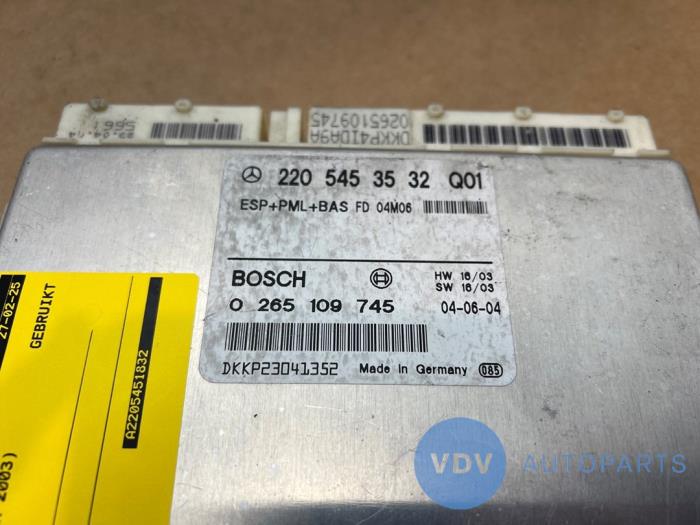 DKKP4IDA9A
0265109745
220 545 35 32 Q01
ESP+PML+BAS FD 04M06
BOSCH
HW 16/03
SW 16/03
0 265 109 745
04-06-04
DKKP23041352
Made in Germany
085
27-02-25
GEBRUIKT
A2205451832
2003)
VDV AUTOPARTS